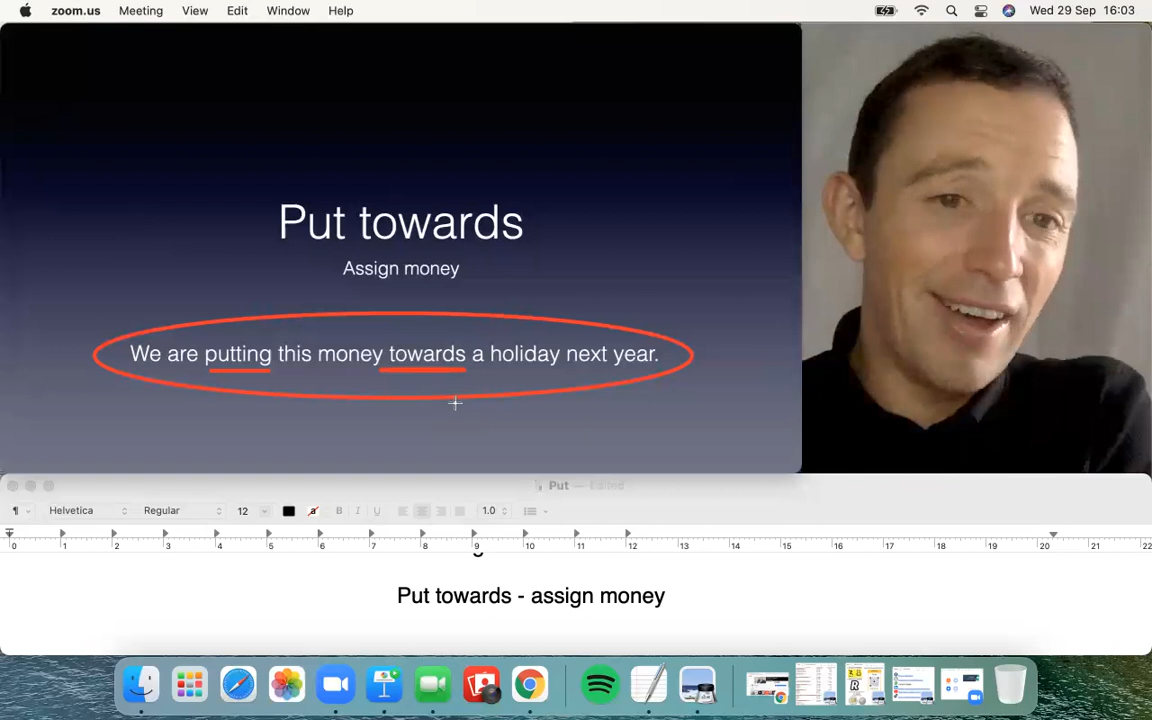 zoom.us Meeting View Edit Window Help Wed 29 Sep 16:03
Put towards
Assign money
We are putting this money towards a holiday next year.
Put — Edited
¶ Helvetica Regular 12 a B I U 1.0
0 1 2 3 4 5 6 7 8 9 10 11 12 13 14 15 16 17 18 19 20 21 22
Put towards - assign money